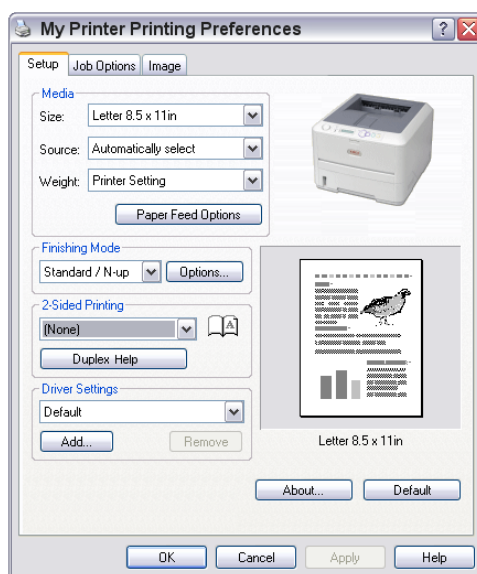 My Printer Printing Preferences
Setup
Job Options
Image
Media
Size:
Letter 8.5 x 11in
Source:
Automatically select
Weight:
Printer Setting
Paper Feed Options
Finishing Mode
Standard / N-up
Options...
2-Sided Printing
(None)
A
Duplex Help
Driver Settings
Default
Add...
Remove
Letter 8.5 x 11in
About...
Default
OK
Cancel
Apply
Help